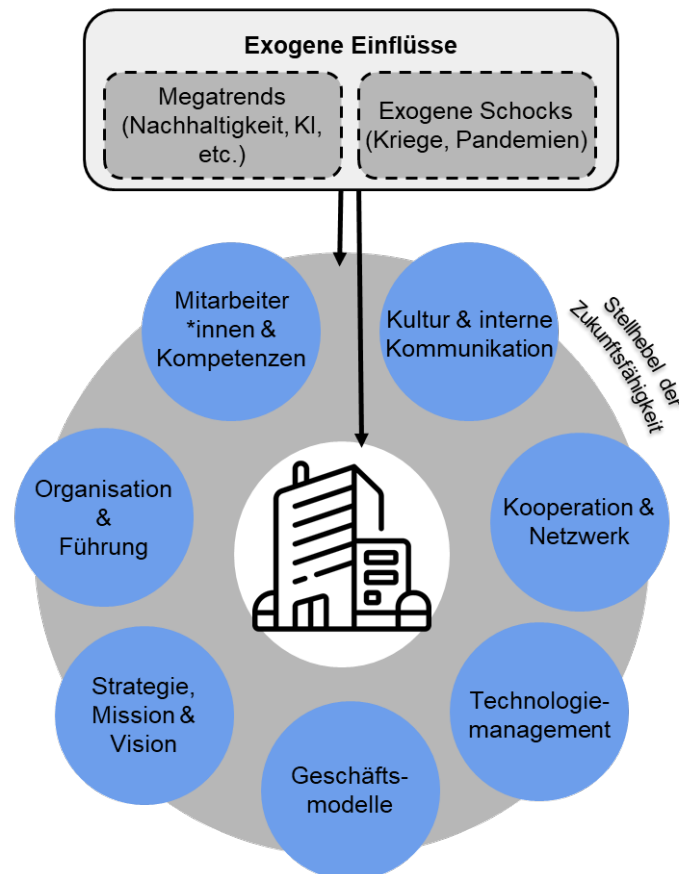 Exogene Einflüsse
Megatrends
(Nachhaltigkeit, KI,
etc.)
Exogene Schocks
(Kriege, Pandemien)
Mitarbeiter
*innen &
Kompetenzen
Kultur & interne
Kommunikation
Stellhebel der
Zukunftsfähigkeit
Organisation
&
Führung
Kooperation &
Netzwerk
Strategie,
Mission &
Vision
Technologie-
management
Geschäfts-
modelle